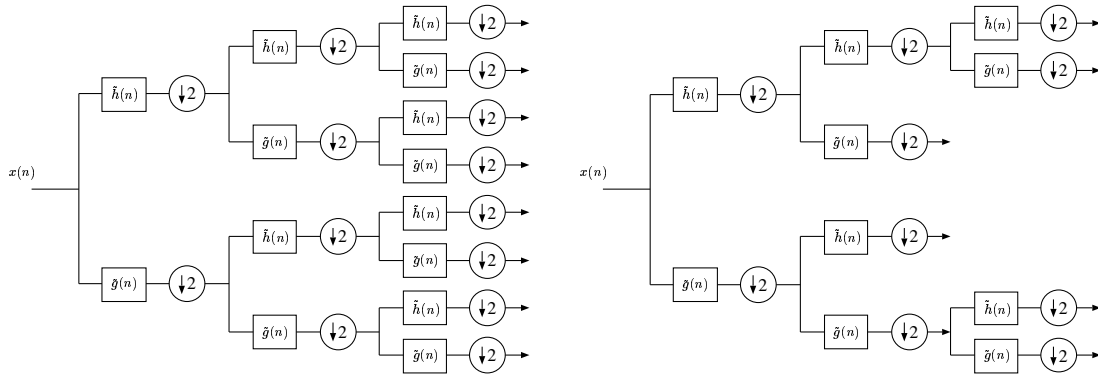 h̃(n) ↓2 h̃(n) ↓2
h̃(n) ↓2 h̃(n) ↓2
g̃(n) ↓2 g̃(n) ↓2
h̃(n) ↓2 h̃(n) ↓2
h̃(n) ↓2
g̃(n) ↓2 g̃(n) ↓2
g̃(n) ↓2
x(n) x(n)
h̃(n) ↓2
h̃(n) ↓2 h̃(n) ↓2
g̃(n) ↓2
g̃(n) ↓2 g̃(n) ↓2
h̃(n) ↓2 h̃(n) ↓2
g̃(n) ↓2 g̃(n) ↓2
g̃(n) ↓2 g̃(n) ↓2